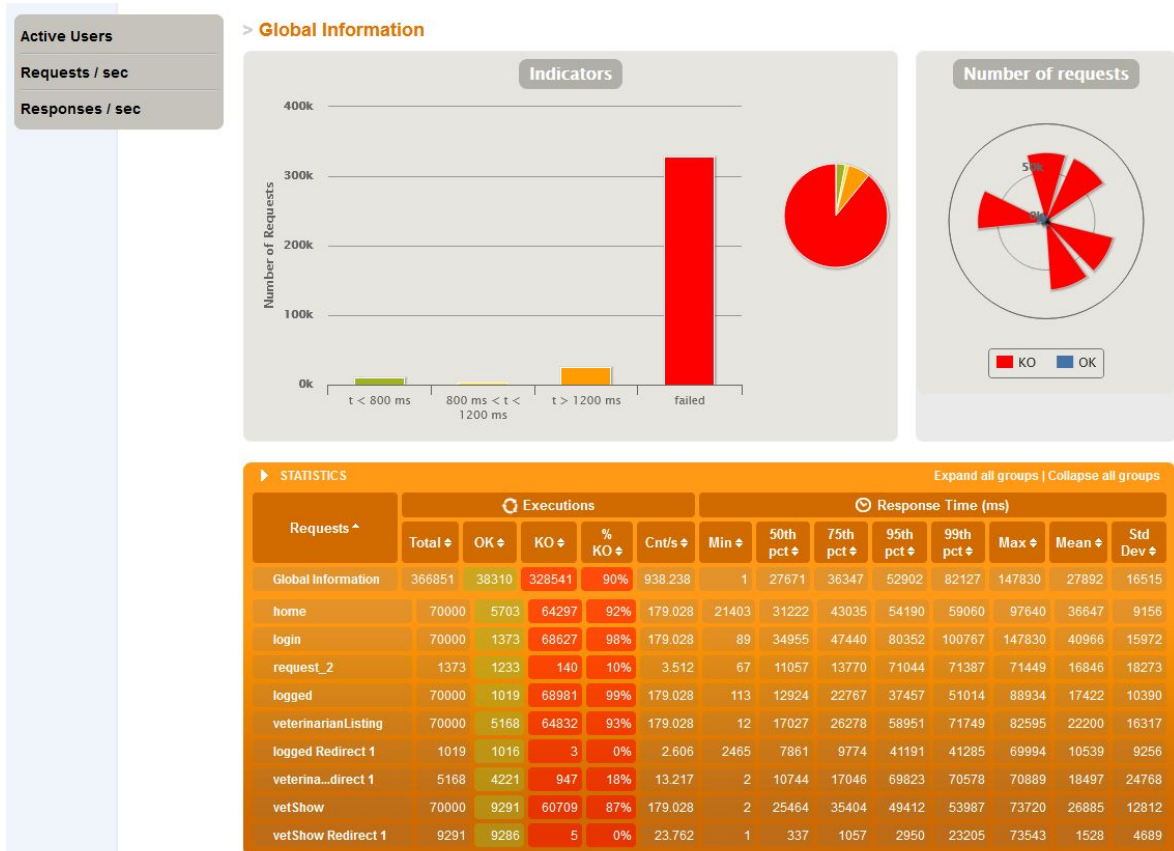 Active Users
Requests / sec
Responses / sec
> Global Information
Indicators
400k
300k
200k
100k
0k
Number of Requests
t < 800 ms
800 ms < t <
1200 ms
t > 1200 ms
failed
Number of requests
50k
0k
KO OK
STATISTICS Expand all groups | Collapse all groups
Requests Executions Response Time (ms)
Total OK KO % KO Cnt/s Min 50th pct 75th pct 95th pct 99th pct Max Mean Std Dev
Global Information 366851 38310 328541 90% 938.238 1 27671 36347 52902 82127 147830 27892 16515
home 70000 5703 64297 92% 179.028 21403 31222 43035 54190 59060 97640 36647 9156
login 70000 1373 68627 98% 179.028 89 34955 47440 80352 100767 147830 40966 15972
request_2 1373 1233 140 10% 3.512 67 11057 13770 71044 71387 71449 16846 18273
logged 70000 1019 68981 99% 179.028 113 12924 22767 37457 51014 88934 17422 10390
veterinarianListing 70000 5168 64832 93% 179.028 12 17027 26278 58951 71749 82595 22200 16317
logged Redirect 1 1019 1016 3 0% 2.606 2465 7861 9774 41191 41285 69994 10539 9256
veterina...direct 1 5168 4221 947 18% 13.217 2 10744 17046 69823 70578 70889 18497 24768
vetShow 70000 9291 60709 87% 179.028 2 25464 35404 49412 53987 73720 26885 12812
vetShow Redirect 1 9291 9286 5 0% 23.762 1 337 1057 2950 23205 73543 1528 4689